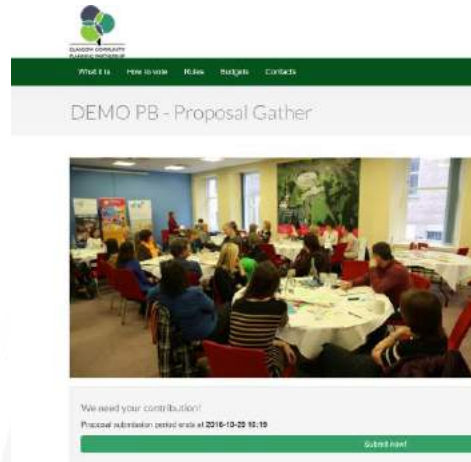 GLASGOW COMMUNITY
PLANNING PARTNERSHIP
What it is How to vote Rules Budgets Contacts
DEMO PB - Proposal Gather
We need your contribution!
Proposal submission period ends at 2016-10-29 10:19
Submit now!